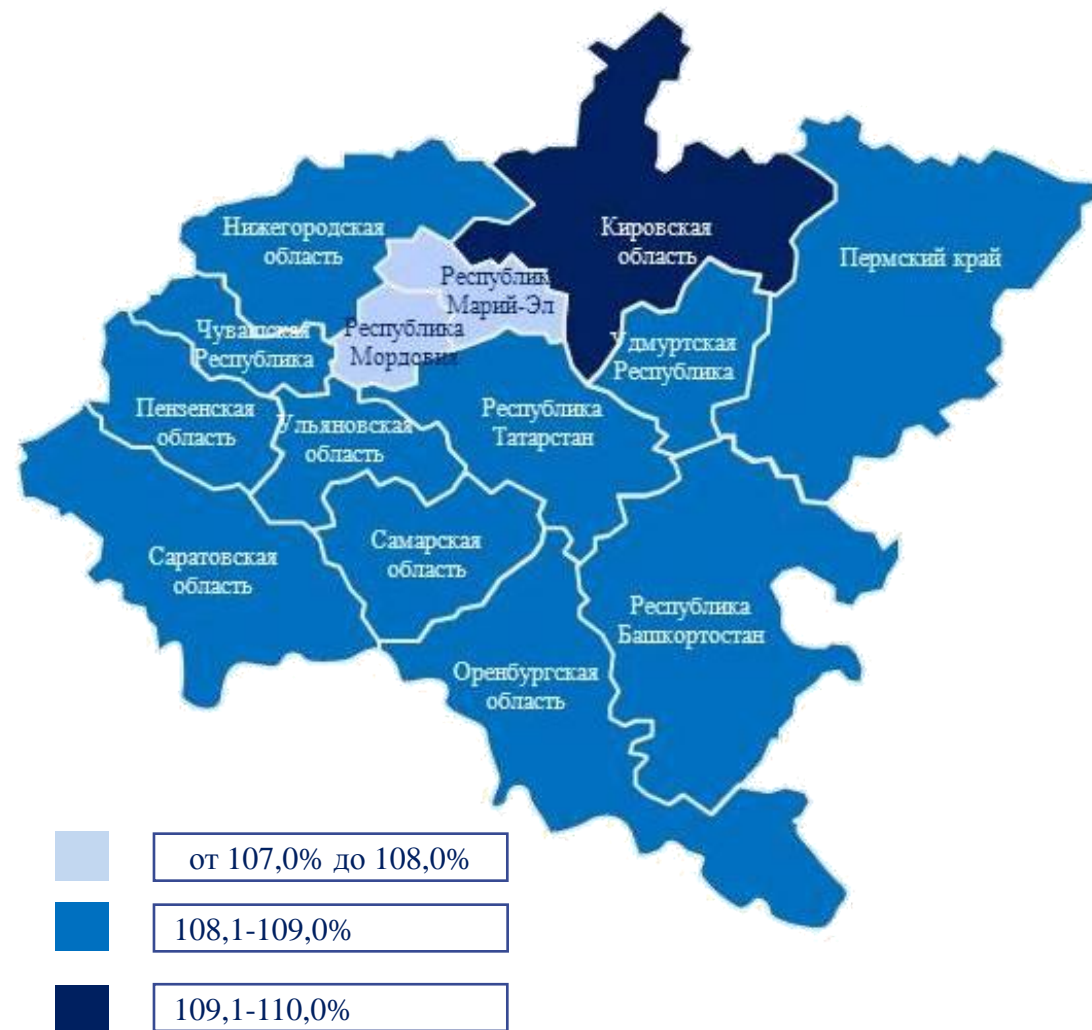 Нижегородская
область
Кировская
область
Пермский край
Республика
Марий-Эл
Чувашская
Республика
Республика
Мордовия
Удмуртская
Республика
Пензенская
область
Ульяновская
область
Республика
Татарстан
Саратовская
область
Самарская
область
Республика
Башкортостан
Оренбургская
область
от 107,0% до 108,0%
108,1-109,0%
109,1-110,0%